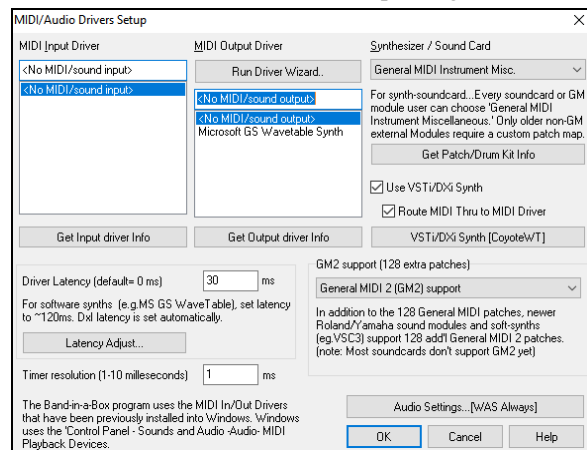 MIDI/Audio Drivers Setup
MIDI Input Driver
<No MIDI/sound input>
<No MIDI/sound input>
Get Input driver Info
MIDI Output Driver
Run Driver Wizard..
<No MIDI/sound output>
<No MIDI/sound output>
Microsoft GS Wavetable Synth
Get Output driver Info
Synthesizer / Sound Card
General MIDI Instrument Misc.
For synth-soundcard...Every soundcard or GM
module user can choose 'General MIDI
Instrument Miscellaneous.' Only older non-GM
external Modules require a custom patch map.
Get Patch/Drum Kit Info
Use VSTi/DXi Synth
Route MIDI Thru to MIDI Driver
VSTi/DXi Synth [CoyoteWT]
Driver Latency (default= 0 ms)
30
ms
For software synths (e.g.MS GS WaveTable), set latency
to ~120ms. DxI latency is set automatically.
Latency Adjust...
Timer resolution (1-10 milleseconds)
1
ms
GM2 support (128 extra patches)
General MIDI 2 (GM2) support
In addition to the 128 General MIDI patches, newer
Roland/Yamaha sound modules and soft-synths
(eg.VSC3) support 128 add'l General MIDI 2 patches.
(note: Most soundcards don't support GM2 yet)
The Band-in-a-Box program uses the MIDI In/Out Drivers
that have been previously installed into Windows. Windows
uses the 'Control Panel - Sounds and Audio -Audio- MIDI
Playback Devices.
Audio Settings...[WAS Always]
OK
Cancel
Help